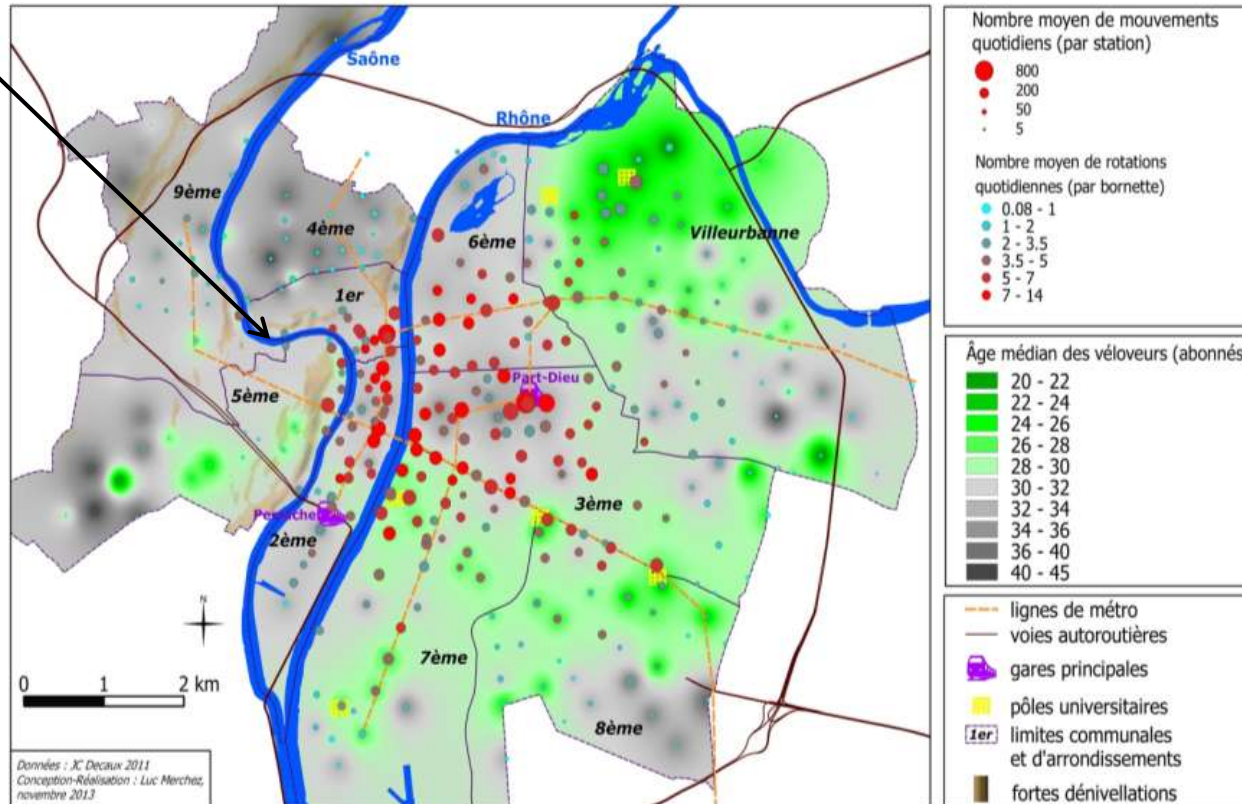 Saône
Rhône
9ème
4ème
6ème
Villeurbanne
1er
Part-Dieu
5ème
3ème
Perrache
2ème
7ème
8ème
N
0 1 2 km
Données : JC Decaux 2011
Conception-Réalisation : Luc Merchez,
novembre 2013
Nombre moyen de mouvements
quotidiens (par station)
800
200
50
5
Nombre moyen de rotations
quotidiennes (par bornette)
0.08 - 1
1 - 2
2 - 3.5
3.5 - 5
5 - 7
7 - 14
Âge médian des véloveurs (abonnés
20 - 22
22 - 24
24 - 26
26 - 28
28 - 30
30 - 32
32 - 34
34 - 36
36 - 40
40 - 45
lignes de métro
voies autoroutières
gares principales
pôles universitaires
1er limites communales
et d'arrondissements
fortes dénivellations